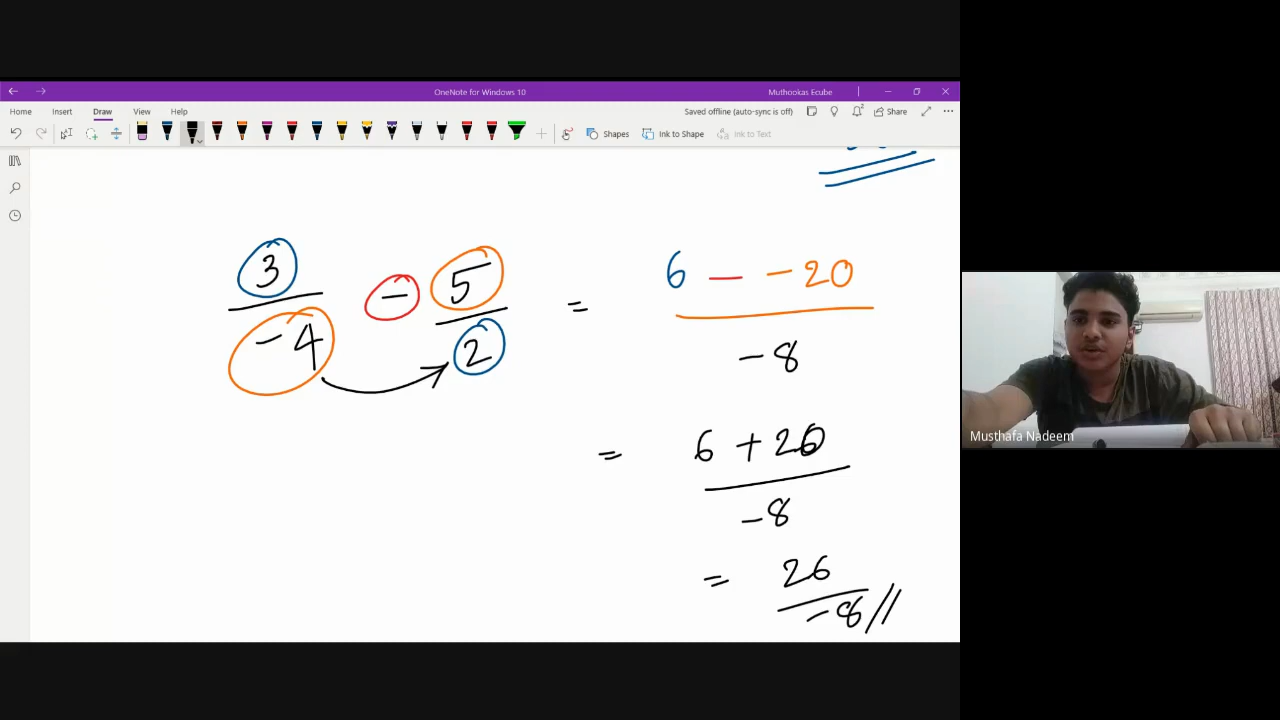 OneNote for Windows 10
Muthookas Ecube
Home Insert Draw View Help
Saved offline (auto-sync is off)
Share
Shapes
Ink to Shape
Ink to Text
3 / -4 - 5 / 2 = 6 - -20 / -8
= 6 + 20 / -8
= 26 / -8 //
Musthafa Nadeem